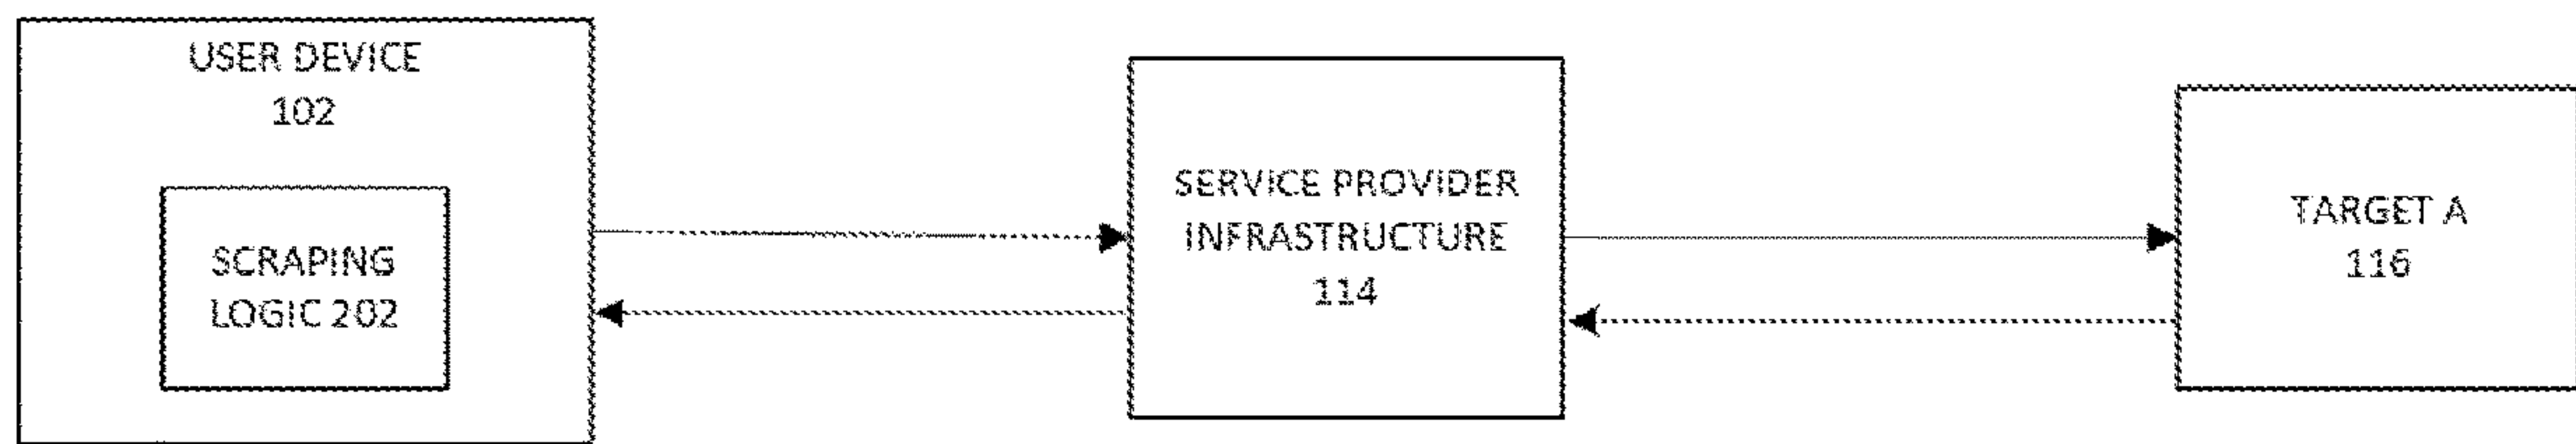 USER DEVICE
102
SCRAPING
LOGIC 202
SERVICE PROVIDER
INFRASTRUCTURE
114
TARGET A
116